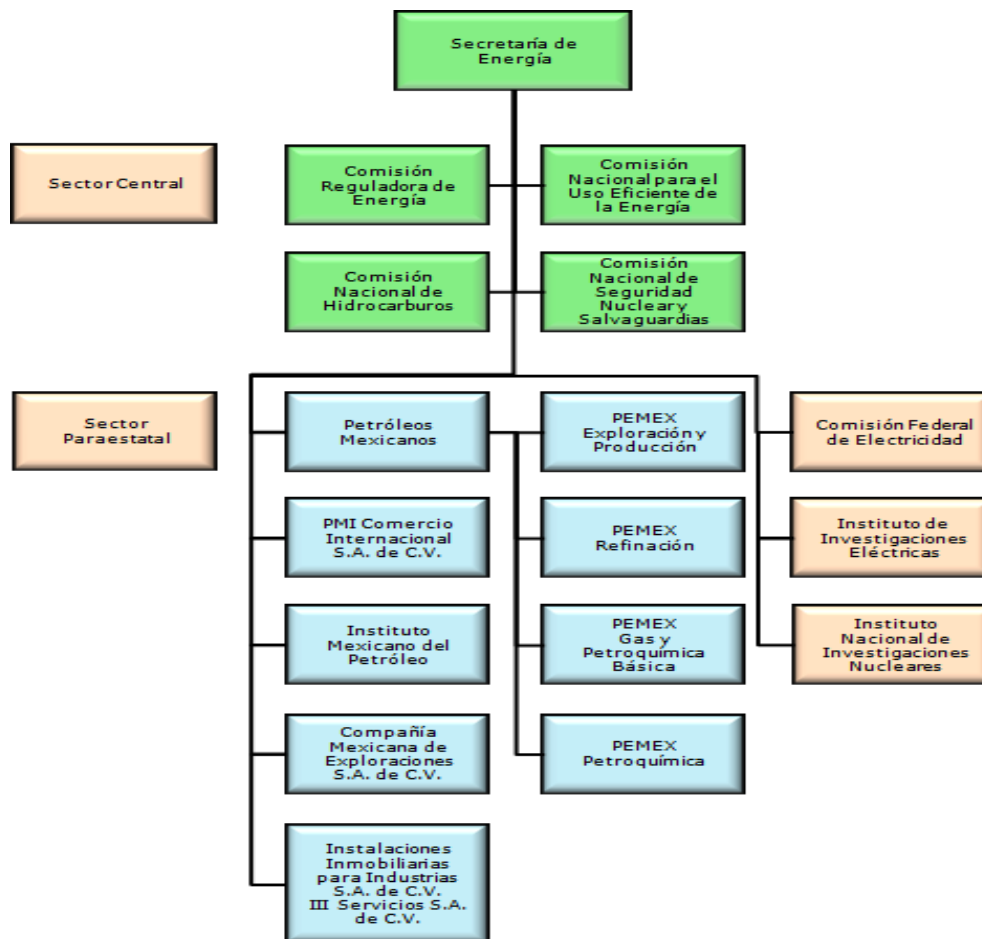 Secretaría de
Energía
Sector Central
Comisión
Reguladora de
Energía
Comisión
Nacional para el
Uso Eficiente de
la Energía
Comisión
Nacional de
Hidrocarburos
Comisión
Nacional de
Seguridad
Nuclear y
Salvaguardias
Sector
Paraestatal
Petróleos
Mexicanos
PEMEX
Exploración y
Producción
Comisión Federal
de Electricidad
PMI Comercio
Internacional
S.A. de C.V.
PEMEX
Refinación
Instituto de
Investigaciones
Eléctricas
Instituto
Mexicano del
Petróleo
PEMEX
Gas y
Petroquímica
Básica
Instituto
Nacional de
Investigaciones
Nucleares
Compañía
Mexicana de
Exploraciones
S.A. de C.V.
PEMEX
Petroquímica
Instalaciones
Inmobiliarias
para Industrias
S.A. de C.V.
III Servicios S.A.
de C.V.